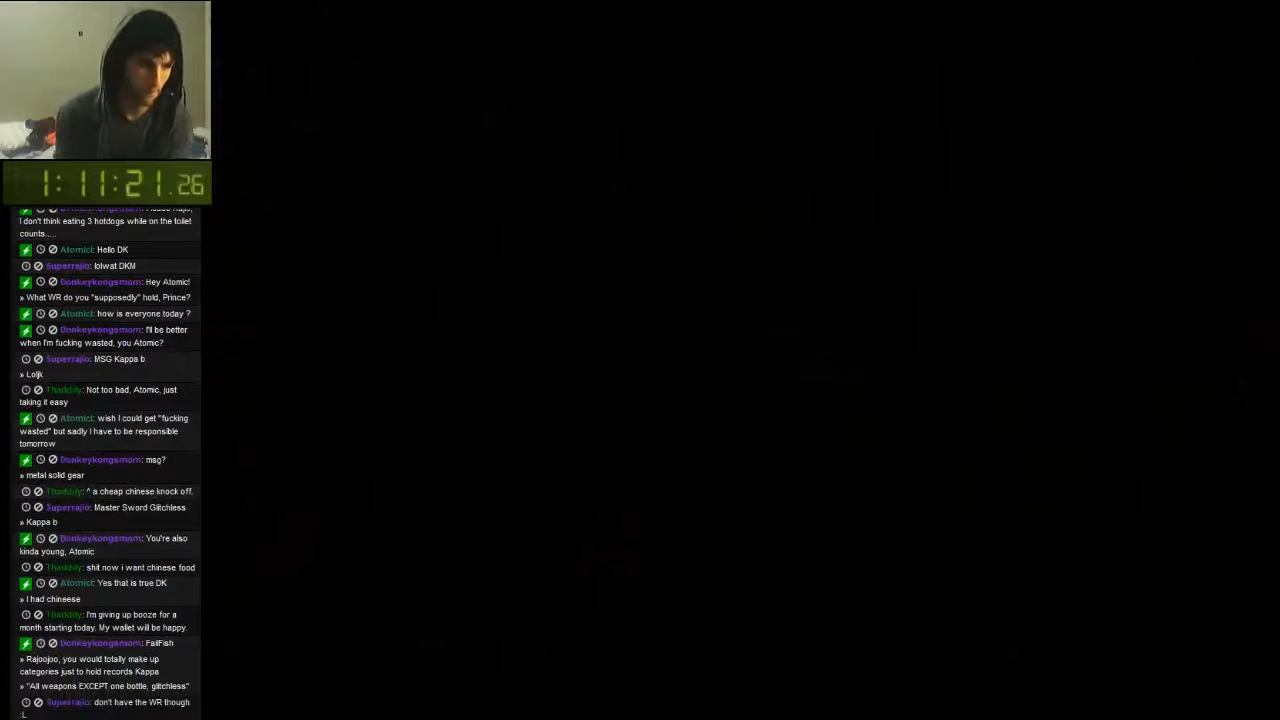 1:11:21.26
I don't think eating 3 hotdogs while on the toilet
counts.....
Atomicl: Hello DK
Superrajio: lolwat DKM
Donkeykongsmom: Hey Atomic!
» What WR do you "supposedly" hold, Prince?
Atomicl: how is everyone today ?
Donkeykongsmom: I'll be better
when I'm fucking wasted, you Atomic?
Superrajio: MSG Kappa b
» Loljk
Thadddy: Not too bad, Atomic, just
taking it easy
Atomicl: wish I could get "fucking
wasted" but sadly I have to be responsible
tomorrow
Donkeykongsmom: msg?
» metal solid gear
Thadddy: ^ a cheap chinese knock off.
Superrajio: Master Sword Glitchless
» Kappa b
Donkeykongsmom: You're also
kinda young, Atomic
Thadddy: shit now i want chinese food
Atomicl: Yes that is true DK
» I had chineese
Thadddy: I'm giving up booze for a
month starting today. My wallet will be happy.
Donkeykongsmom: FailFish
» Rajoojoo, you would totally make up
categories just to hold records Kappa
» "All weapons EXCEPT one bottle, glitchless"
Superrajio: don't have the WR though
:L